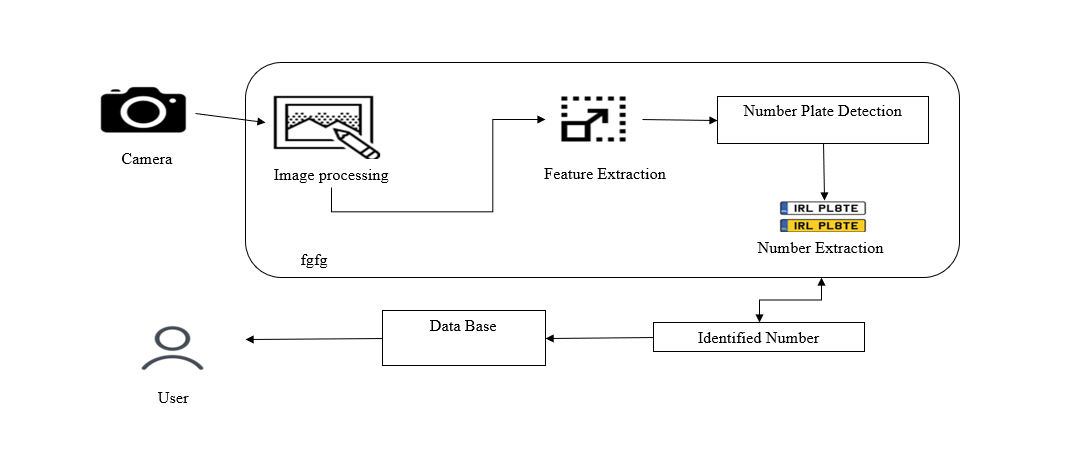 Camera
Image processing
Feature Extraction
Number Plate Detection
IRL PL8TE
IRL PL8TE
Number Extraction
fgfg
Identified Number
Data Base
User